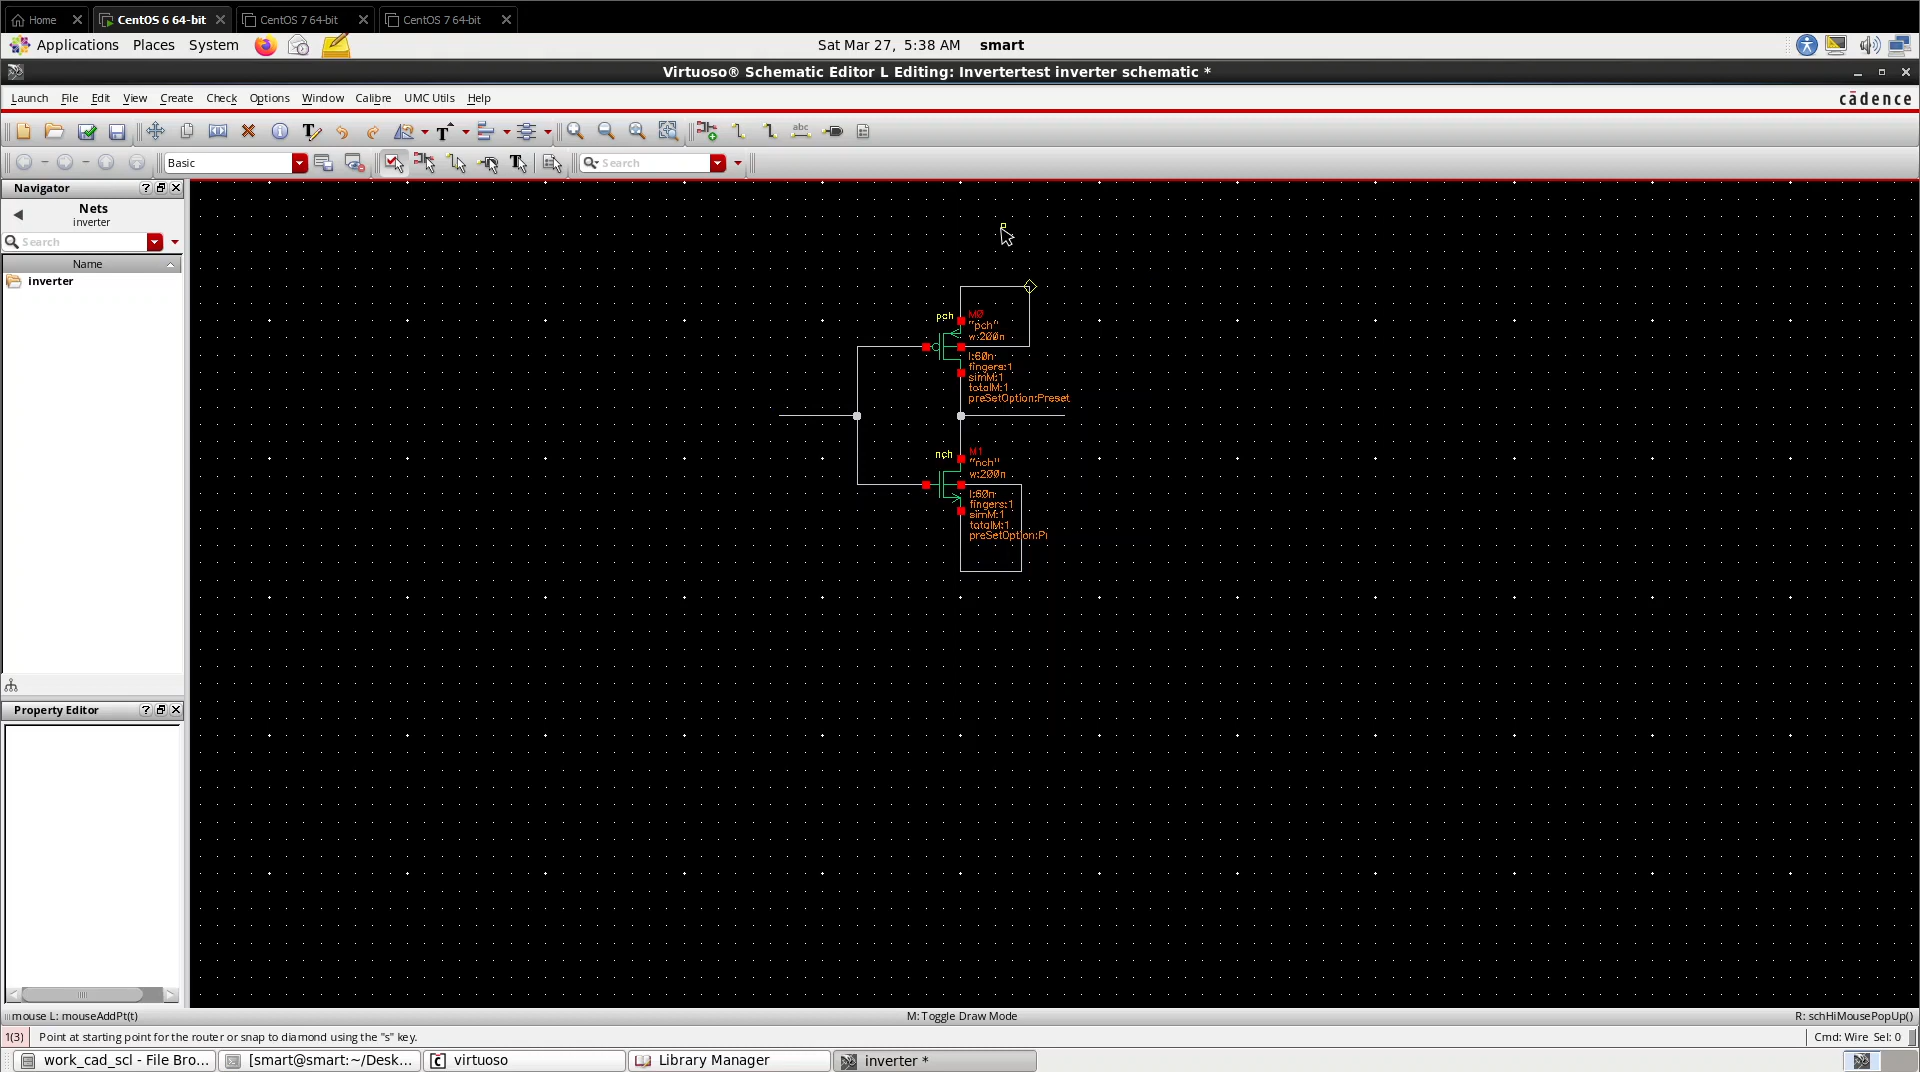 Home
CentOS 6 64-bit
CentOS 7 64-bit
CentOS 7 64-bit
Applications Places System
Sat Mar 27, 5:38 AM smart
Virtuoso® Schematic Editor L Editing: Invertertest inverter schematic *
Launch File Edit View Create Check Options Window Calibre UMC Utils Help
cādence
Basic
Search
Navigator
Nets
inverter
Search
Name
inverter
Property Editor
pch
M0
"pch"
w:200n
l:60n
fingers:1
simM:1
totalM:1
preSetOption:Preset
nch
M1
"nch"
w:200n
l:60n
fingers:1
simM:1
totalM:1
preSetOption:Pr
mouse L: mouseAddPt(t)
M: Toggle Draw Mode
R: schHiMousePopUp()
1(3)
Point at starting point for the router or snap to diamond using the "s" key.
Cmd: Wire Sel: 0
work_cad_scl - File Bro...
[smart@smart:~/Desk...
virtuoso
Library Manager
inverter *